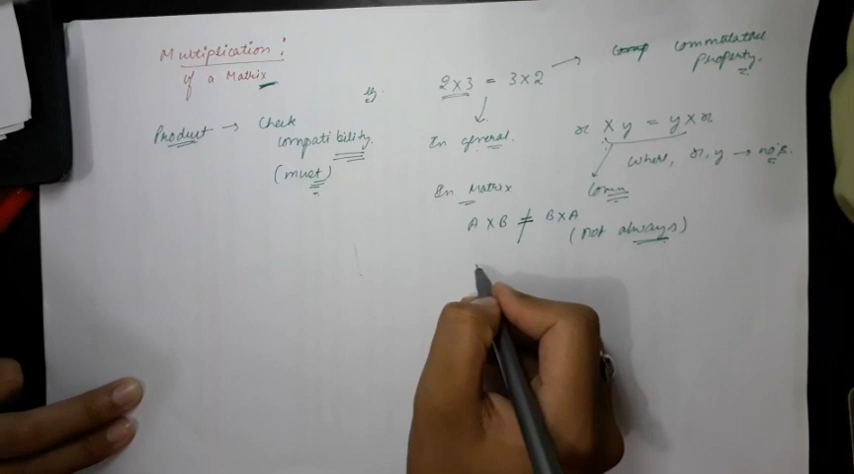 Multiplication :
of a Matrix
Product → Check
compatibility.
(must)
eg.
2 × 3 = 3 × 2 →
commutative
property.
In general.
x × y = y × x
where, x, y → no's.
Comm
In Matrix
A × B ≠ B × A
(not always)